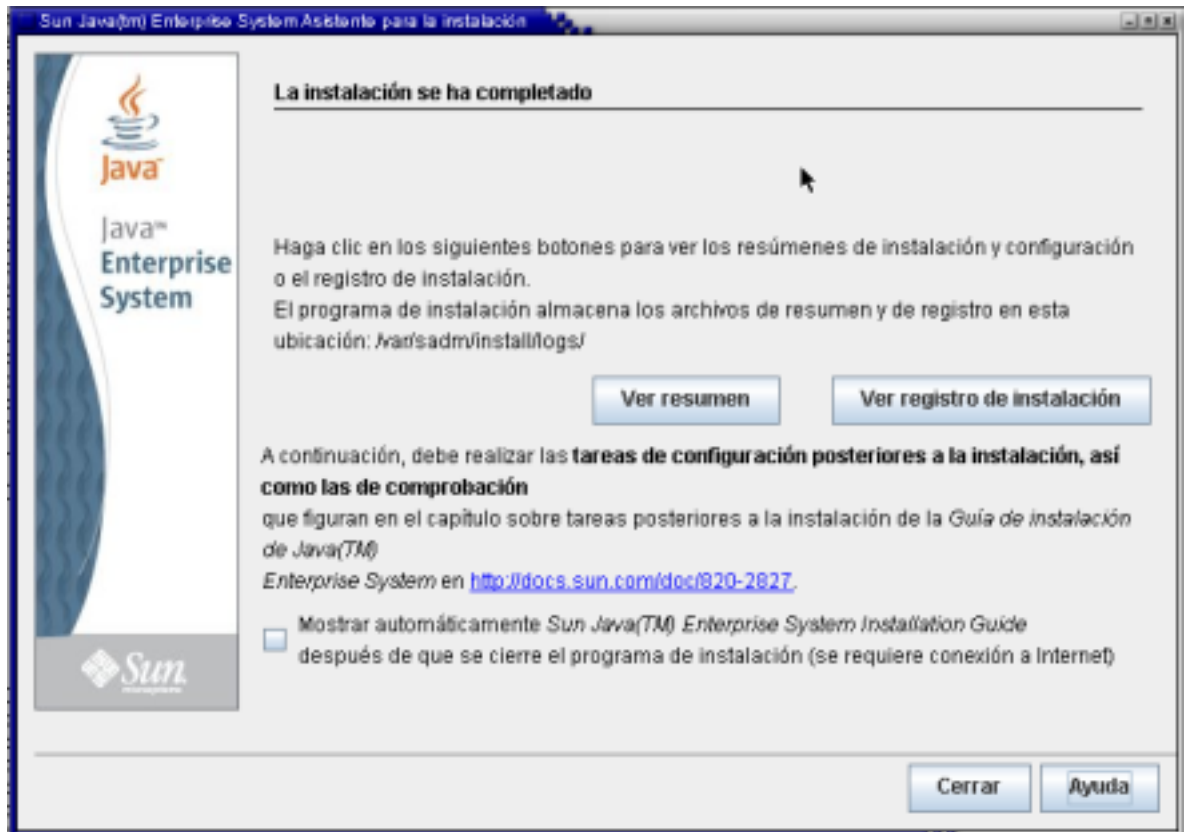 Sun Java(tm) Enterprise System Asistente para la instalación
Java™
Java™
Enterprise
System
La instalación se ha completado
Haga clic en los siguientes botones para ver los resúmenes de instalación y configuración
o el registro de instalación.
El programa de instalación almacena los archivos de resumen y de registro en esta
ubicación: /var/sadm/install/logs/
Ver resumen
Ver registro de instalación
A continuación, debe realizar las tareas de configuración posteriores a la instalación, así
como las de comprobación
que figuran en el capítulo sobre tareas posteriores a la instalación de la Guía de instalación
de Java(TM)
Enterprise System en http://docs.sun.com/doc/820-2827.
Mostrar automáticamente Sun Java(TM) Enterprise System Installation Guide
después de que se cierre el programa de instalación (se requiere conexión a Internet)
Sun
microsystems
Cerrar
Ayuda